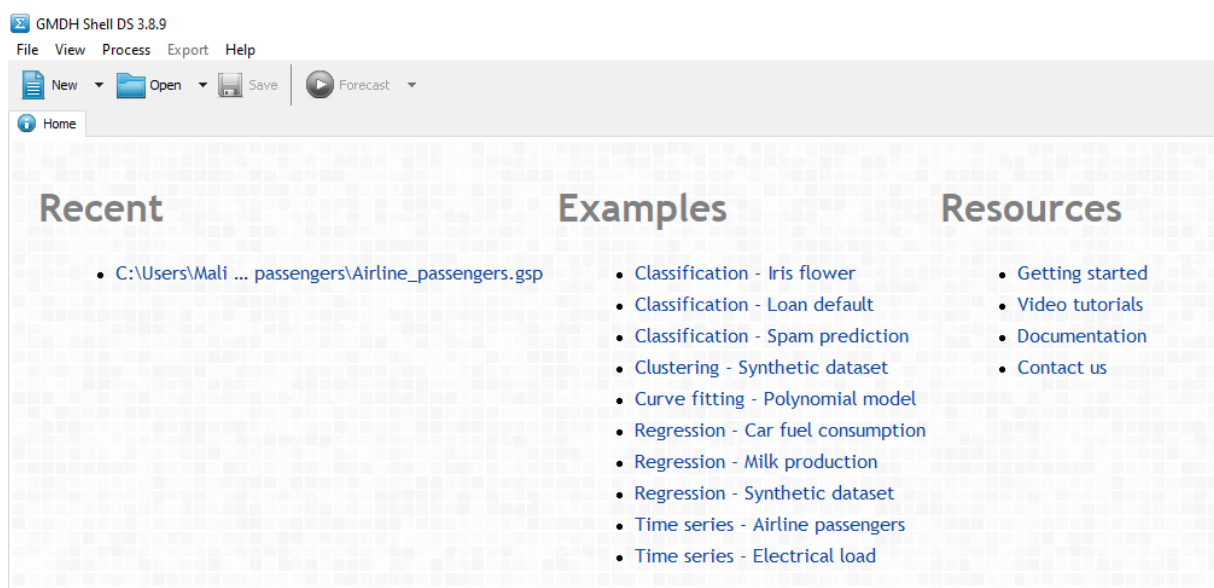 GMDH Shell DS 3.8.9
File View Process Export Help
New Open Save Forecast
Home
Recent
C:\Users\Mali ... passengers\Airline_passengers.gsp
Examples
Classification - Iris flower
Classification - Loan default
Classification - Spam prediction
Clustering - Synthetic dataset
Curve fitting - Polynomial model
Regression - Car fuel consumption
Regression - Milk production
Regression - Synthetic dataset
Time series - Airline passengers
Time series - Electrical load
Resources
Getting started
Video tutorials
Documentation
Contact us